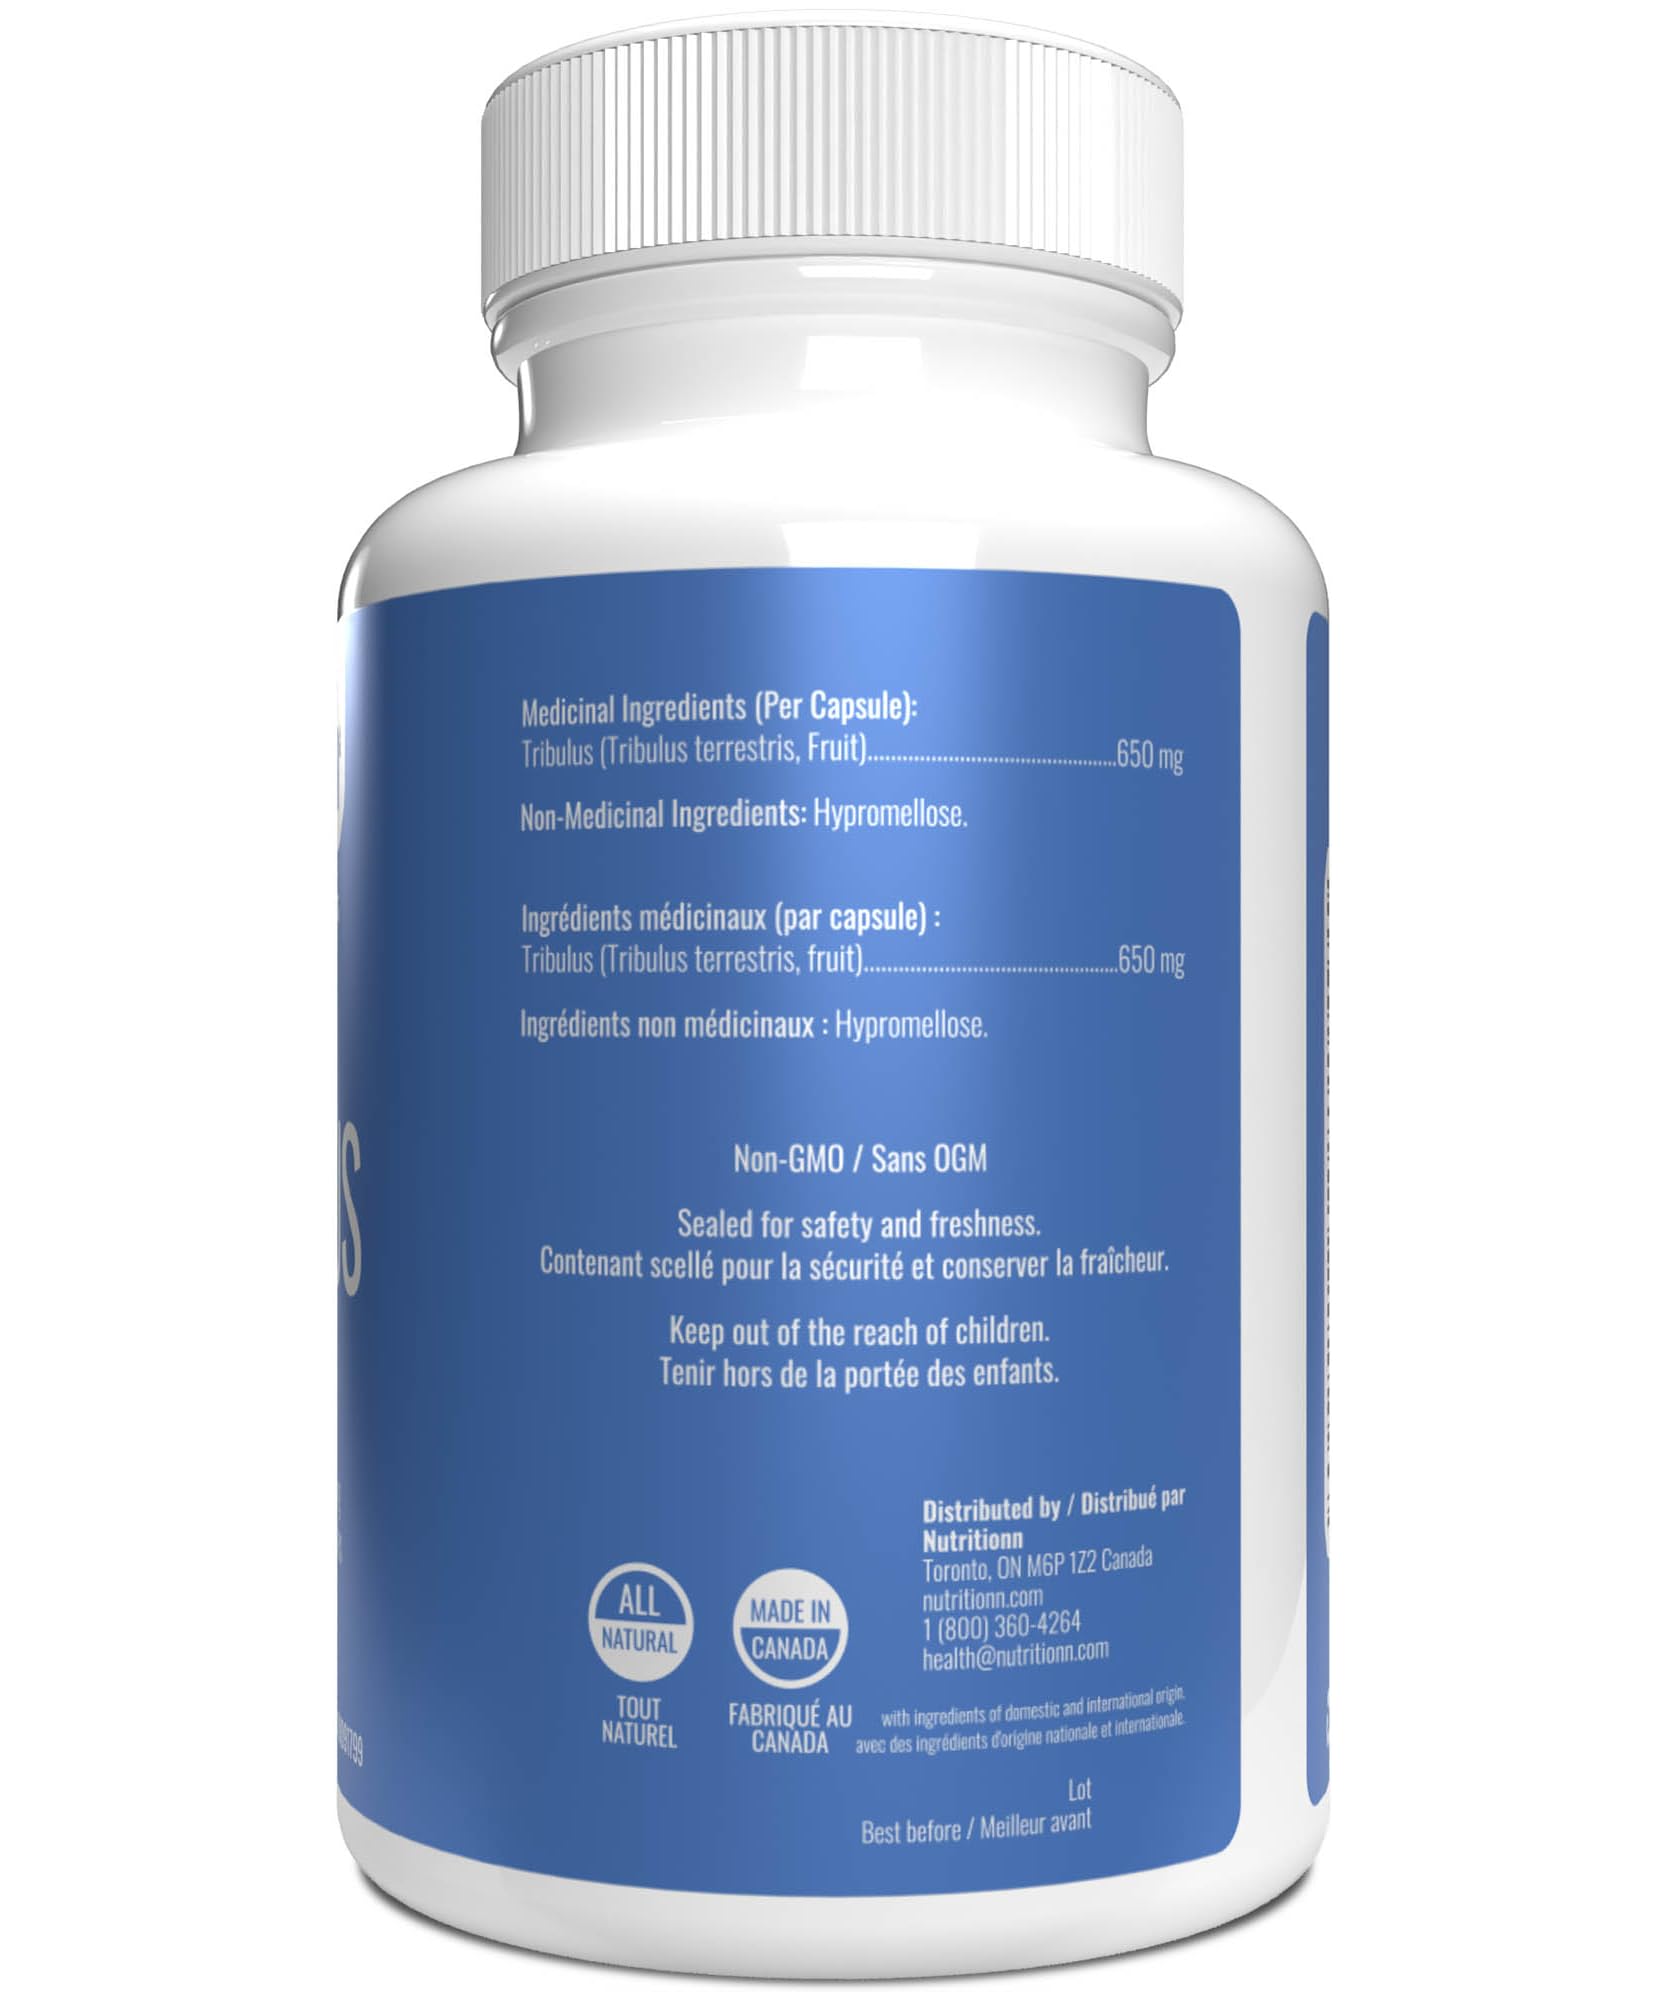 Medicinal Ingredients (Per Capsule):
Tribulus (Tribulus terrestris, Fruit)..........................................650 mg
Non-Medicinal Ingredients: Hypromellose.
Ingrédients médicinaux (par capsule) :
Tribulus (Tribulus terrestris, fruit)...........................................650 mg
Ingrédients non médicinaux : Hypromellose.
Non-GMO / Sans OGM
Sealed for safety and freshness.
Contenant scellé pour la sécurité et conserver la fraîcheur.
Keep out of the reach of children.
Tenir hors de la portée des enfants.
ALL
NATURAL
TOUT
NATUREL
MADE IN
CANADA
FABRIQUÉ AU
CANADA
Distributed by / Distribué par
Nutritionn
Toronto, ON M6P 1Z2 Canada
nutritionn.com
1 (800) 360-4264
health@nutritionn.com
with ingredients of domestic and international origin.
avec des ingrédients d'origine nationale et internationale.
Lot
Best before / Meilleur avant